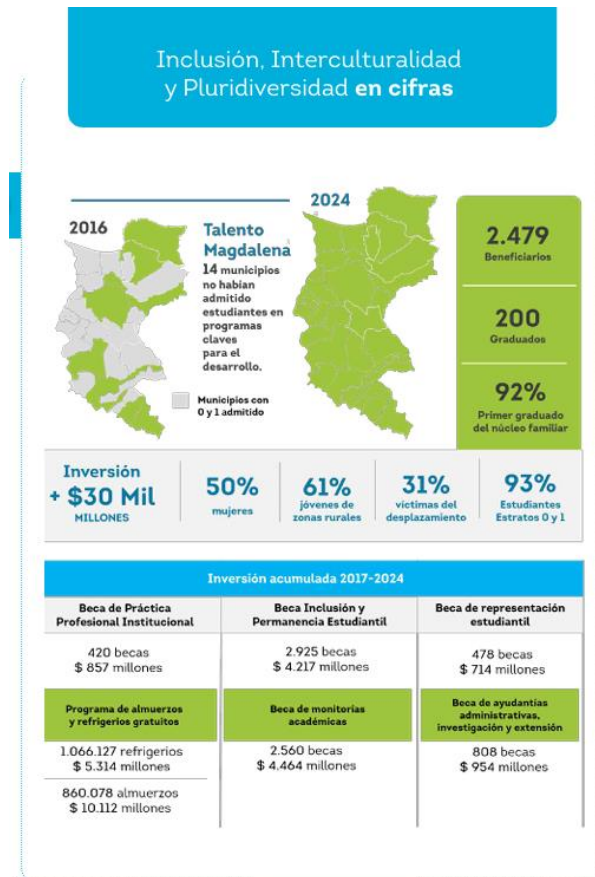 Inclusión, Interculturalidad
y Pluridiversidad en cifras
2016
Talento
Magdalena
14 municipios
no habían
admitido
estudiantes en
programas
claves
para el
desarrollo.
Municipios con
0 y 1 admitido
2024
2.479
Beneficiarios
200
Graduados
92%
Primer graduado
del núcleo familiar
Inversión
+ $30 Mil
MILLONES
50%
mujeres
61%
jóvenes de
zonas rurales
31%
víctimas del
desplazamiento
93%
Estudiantes
Estratos 0 y 1
Inversión acumulada 2017-2024
Beca de Práctica
Profesional Institucional
420 becas
$ 857 millones
Beca Inclusión y
Permanencia Estudiantil
2.925 becas
$ 4.217 millones
Beca de representación
estudiantil
478 becas
$ 714 millones
Programa de almuerzos
y refrigerios gratuitos
1.066.127 refrigerios
$ 5.314 millones
860.078 almuerzos
$ 10.112 millones
Beca de monitorias
académicas
2.560 becas
$ 4.464 millones
Beca de ayudantías
administrativas,
investigación y extensión
808 becas
$ 954 millones